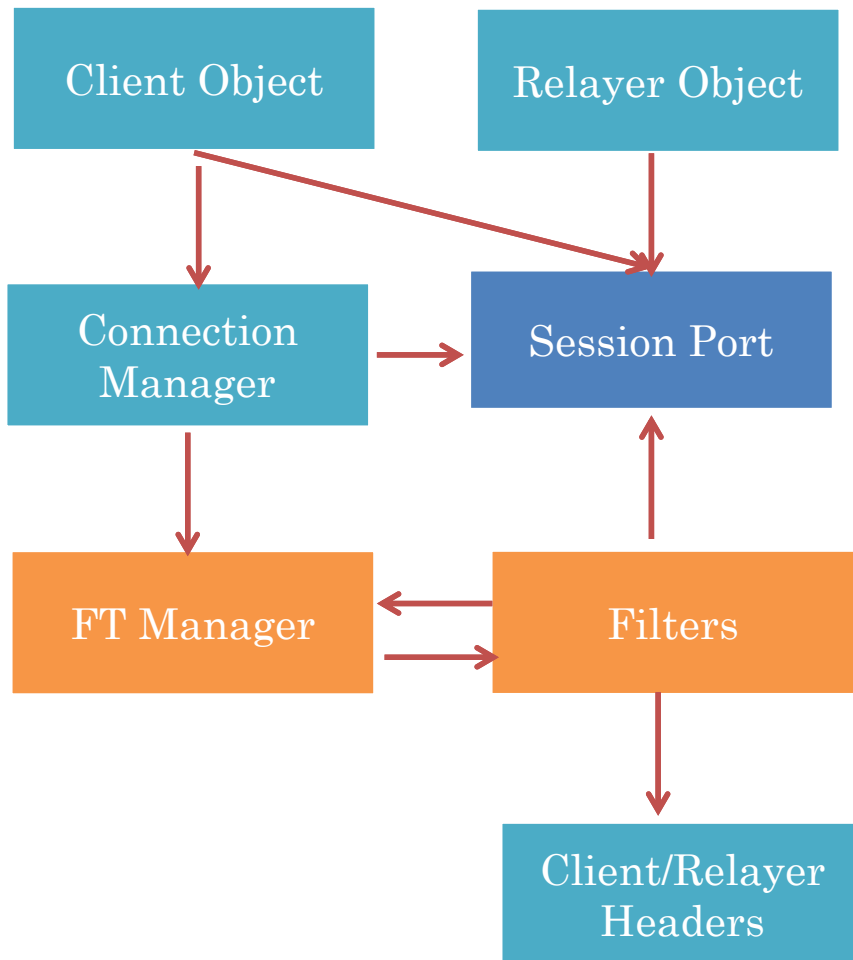 Client Object
Relayer Object
Connection
Manager
Session Port
FT Manager
Filters
Client/Relayer
Headers